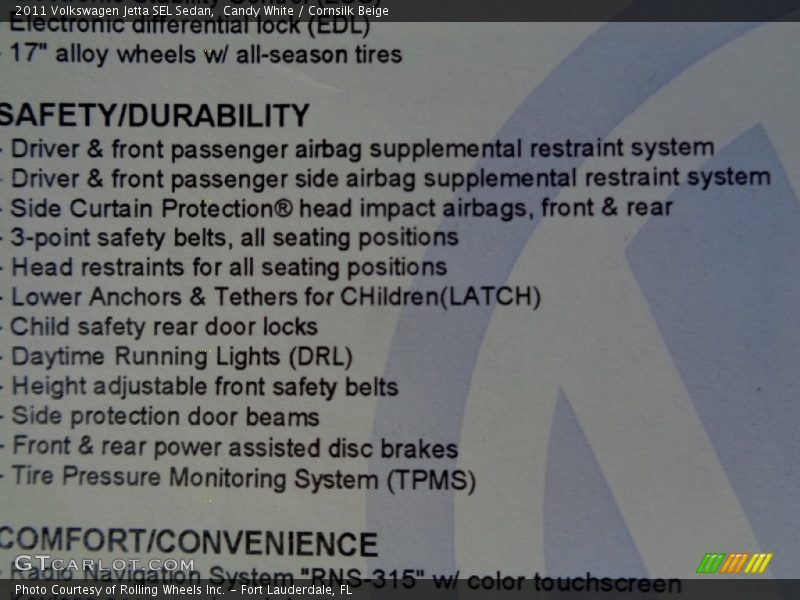 2011 Volkswagen Jetta SEL Sedan, Candy White / Cornsilk Beige
Electronic differential lock (EDL)
- 17" alloy wheels w/ all-season tires
SAFETY/DURABILITY
- Driver & front passenger airbag supplemental restraint system
- Driver & front passenger side airbag supplemental restraint system
- Side Curtain Protection® head impact airbags, front & rear
- 3-point safety belts, all seating positions
- Head restraints for all seating positions
- Lower Anchors & Tethers for CHildren(LATCH)
- Child safety rear door locks
- Daytime Running Lights (DRL)
- Height adjustable front safety belts
- Side protection door beams
- Front & rear power assisted disc brakes
- Tire Pressure Monitoring System (TPMS)
COMFORT/CONVENIENCE
- Radio Navigation System "RNS-315" w/ color touchscreen
GTCARLOT.COM
Photo Courtesy of Rolling Wheels Inc. – Fort Lauderdale, FL